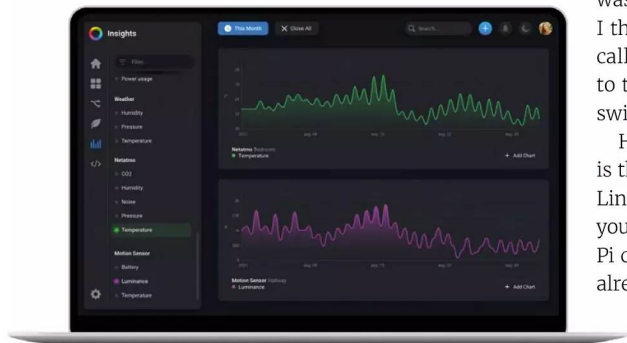 Insights
This Month
Close All
Search...
Filter...
Power usage
Weather
Humidity
Pressure
Temperature
Netatmo
CO2
Humidity
Noise
Pressure
Temperature
Motion Sensor
Battery
Luminance
Temperature
Netatmo Bedroom
Temperature
+ Add Chart
Motion Sensor Hallway
Luminance
+ Add Chart
I th
call
to t
swi
H
is th
Lin
you
Pi o
alre